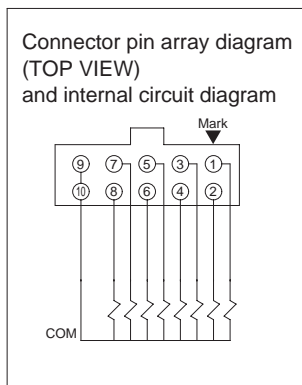 Connector pin array diagram
(TOP VIEW)
and internal circuit diagram
Mark
9 7 5 3 1
10 8 6 4 2
COM